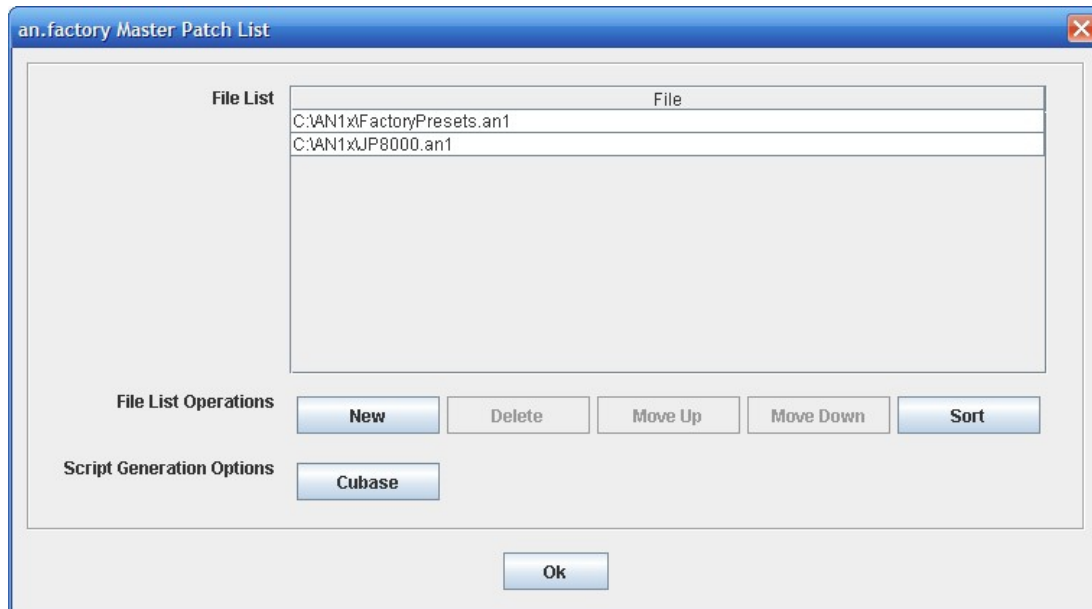 an.factory Master Patch List
File List
File
C:\AN1x\FactoryPresets.an1
C:\AN1x\JP8000.an1
File List Operations
New
Delete
Move Up
Move Down
Sort
Script Generation Options
Cubase
Ok